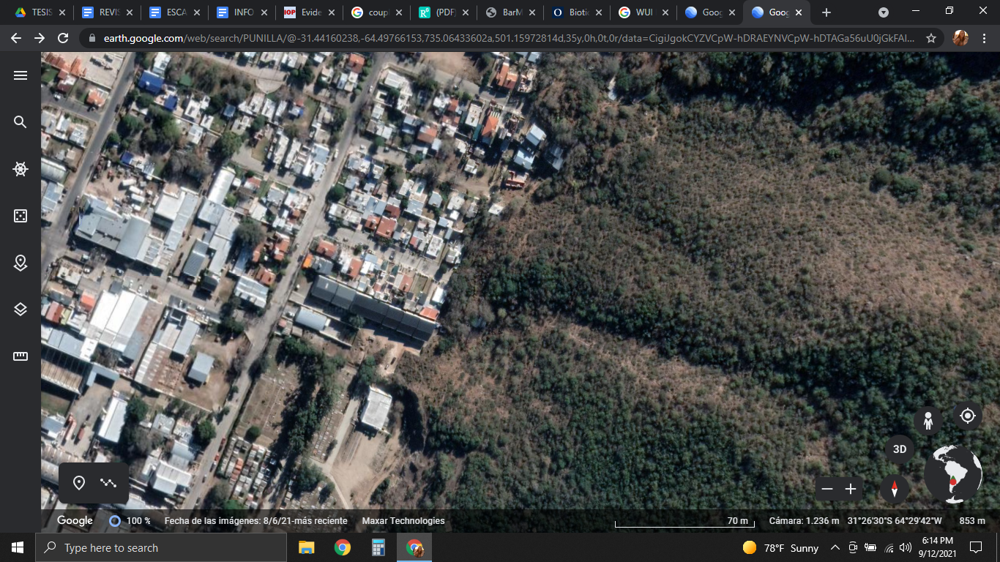 TESIS
REVIS
ESCA
INFO
IOP Evide
coup
(PDF)
BarM
Biotic
WUI
Goog
Goog
earth.google.com/web/search/PUNILLA/@-31.44160238,-64.49766153,735.06433602a,501.15972814d,35y,0h,0t,0r/data=CigiJgokCYZVCpW-hDRAEYNVCpW-hDTAGa56uU0jGkFAI...
3D
Google
100 %
Fecha de las imágenes: 8/6/21-más reciente
Maxar Technologies
70 m
Cámara: 1.236 m
31°26'30"S 64°29'42"W
853 m
Type here to search
78°F Sunny
6:14 PM
9/12/2021